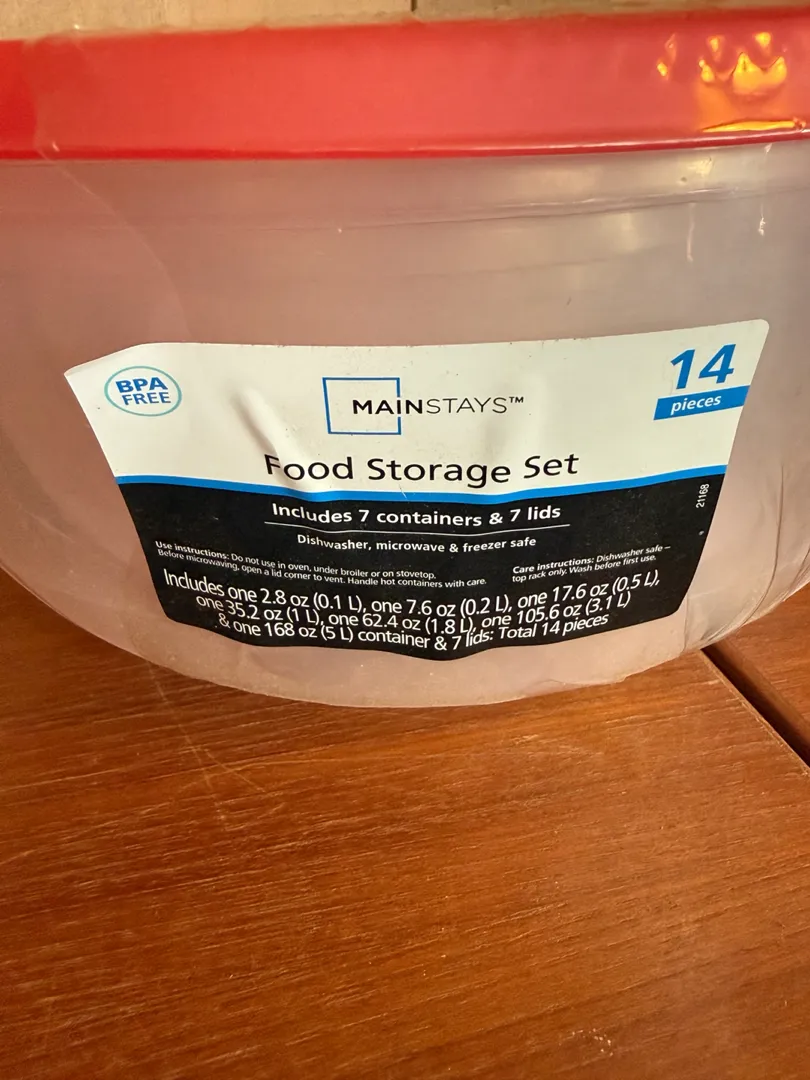 BPA
FREE
MAINSTAYS™
14
pieces
Food Storage Set
Includes 7 containers & 7 lids
Dishwasher, microwave & freezer safe
21168
Use instructions: Do not use in oven, under broiler or on stovetop.
Before microwaving, open a lid corner to vent. Handle hot containers with care.
Care instructions: Dishwasher safe –
top rack only. Wash before first use.
Includes one 2.8 oz (0.1 L), one 7.6 oz (0.2 L), one 17.6 oz (0.5 L),
one 35.2 oz (1 L), one 62.4 oz (1.8 L), one 105.6 oz (3.1 L)
& one 168 oz (5 L) container & 7 lids: Total 14 pieces